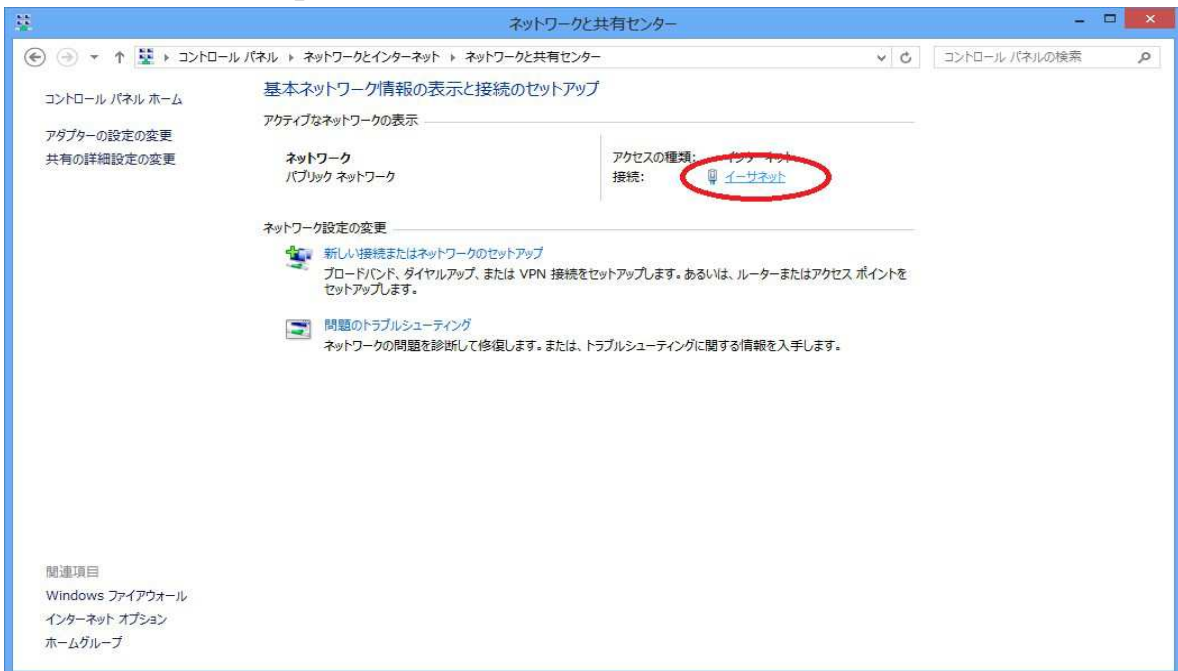 ネットワークと共有センター
コントロール パネル ネットワークとインターネット ネットワークと共有センター
コントロール パネルの検索
コントロール パネル ホーム
アダプターの設定の変更
共有の詳細設定の変更
基本ネットワーク情報の表示と接続のセットアップ
アクティブなネットワークの表示
ネットワーク
パブリック ネットワーク
アクセスの種類: インターネット
接続: イーサネット
ネットワーク設定の変更
新しい接続またはネットワークのセットアップ
ブロードバンド、ダイヤルアップ、または VPN 接続をセットアップします。あるいは、ルーターまたはアクセス ポイントを
セットアップします。
問題のトラブルシューティング
ネットワークの問題を診断して修復します。または、トラブルシューティングに関する情報を入手します。
関連項目
Windows ファイアウォール
インターネット オプション
ホームグループ